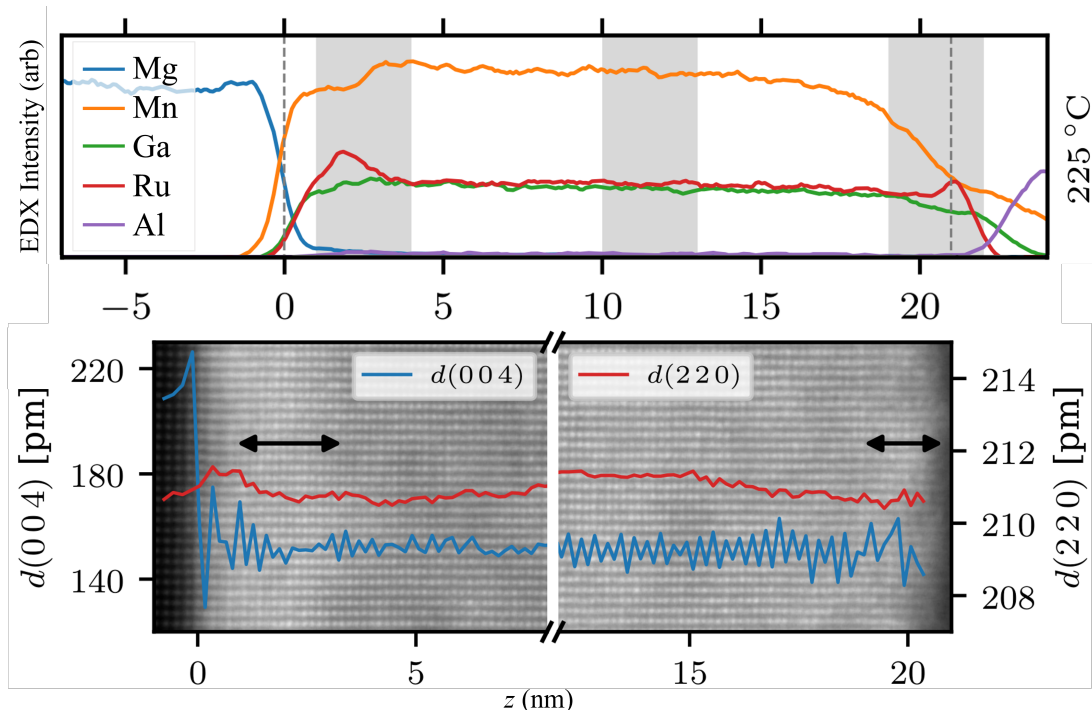 EDX Intensity (arb)
Mg
Mn
Ga
Ru
Al
225 °C
−5 0 5 10 15 20
d(0 0 4) [pm]
220
180
140
d(0 0 4)
d(2 2 0)
214
212
210
208
d(2 2 0) [pm]
0 5 15 20
z (nm)